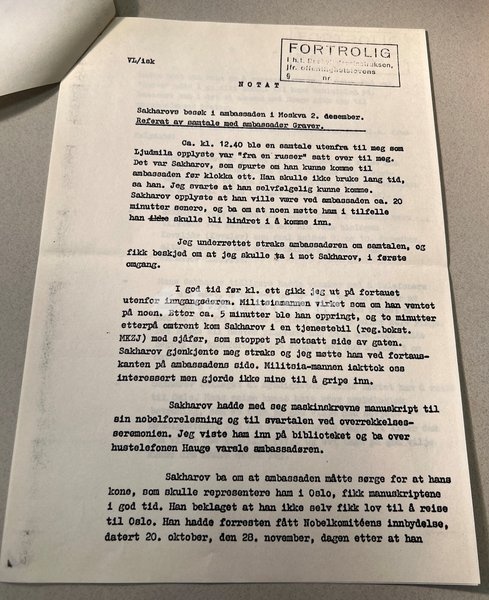 VL/isk
FORTROLIG
i h.t. Beskyttelsesinstruksen,
jfr. offentlighetslovens
§ nr.
NOTAT
Sakharovs besøk i ambassaden i Moskva 2. desember.
Referat av samtale med ambassadør Graver.
Ca. kl. 12.40 ble en samtale utenfra til meg som
Ljudmila opplyste var "fra en russer" satt over til meg.
Det var Sakharov, som spurte om han kunne komme til
ambassaden før klokka ett. Han skulle ikke bruke lang tid,
sa han. Jeg svarte at han selvfølgelig kunne komme.
Sakharov opplyste at han ville være ved ambassaden ca. 20
minutter senere, og ba om at noen møtte ham i tilfelle
han ikke skulle bli hindret i å komme inn.
Jeg underrettet straks ambassadøren om samtalen, og
fikk beskjed om at jeg skulle ta i mot Sakharov, i første
omgang.
I god tid før kl. ett gikk jeg ut på fortauet
utenfor inngangsdøren. Militsiamannen virket som om han ventet
på noen. Etter ca. 5 minutter ble han oppringt, og to minutter
etterpå omtrent kom Sakharov i en tjenestebil (reg.bokst.
MKZJ) med sjåfør, som stoppet på motsatt side av gaten.
Sakharov gjenkjente meg straks og jeg møtte ham ved fortaus-
kanten på ambassadens side. Militsia-mannen iakttok oss
interessert men gjorde ikke mine til å gripe inn.
Sakharov hadde med seg maskinskrevne manuskript til
sin nobelforelesning og til svartalen ved overrekkelses-
seremonien. Jeg viste ham inn på biblioteket og ba over
hustelefonen Hauge varsle ambassadøren.
Sakharov ba om at ambassaden måtte sørge for at hans
kone, som skulle representere ham i Oslo, fikk manuskriptene
i god tid. Han beklaget at han ikke selv fikk lov til å reise
til Oslo. Han hadde forresten fått Nobelkomitéens innbydelse,
datert 20. oktober, den 28. november, dagen etter at han